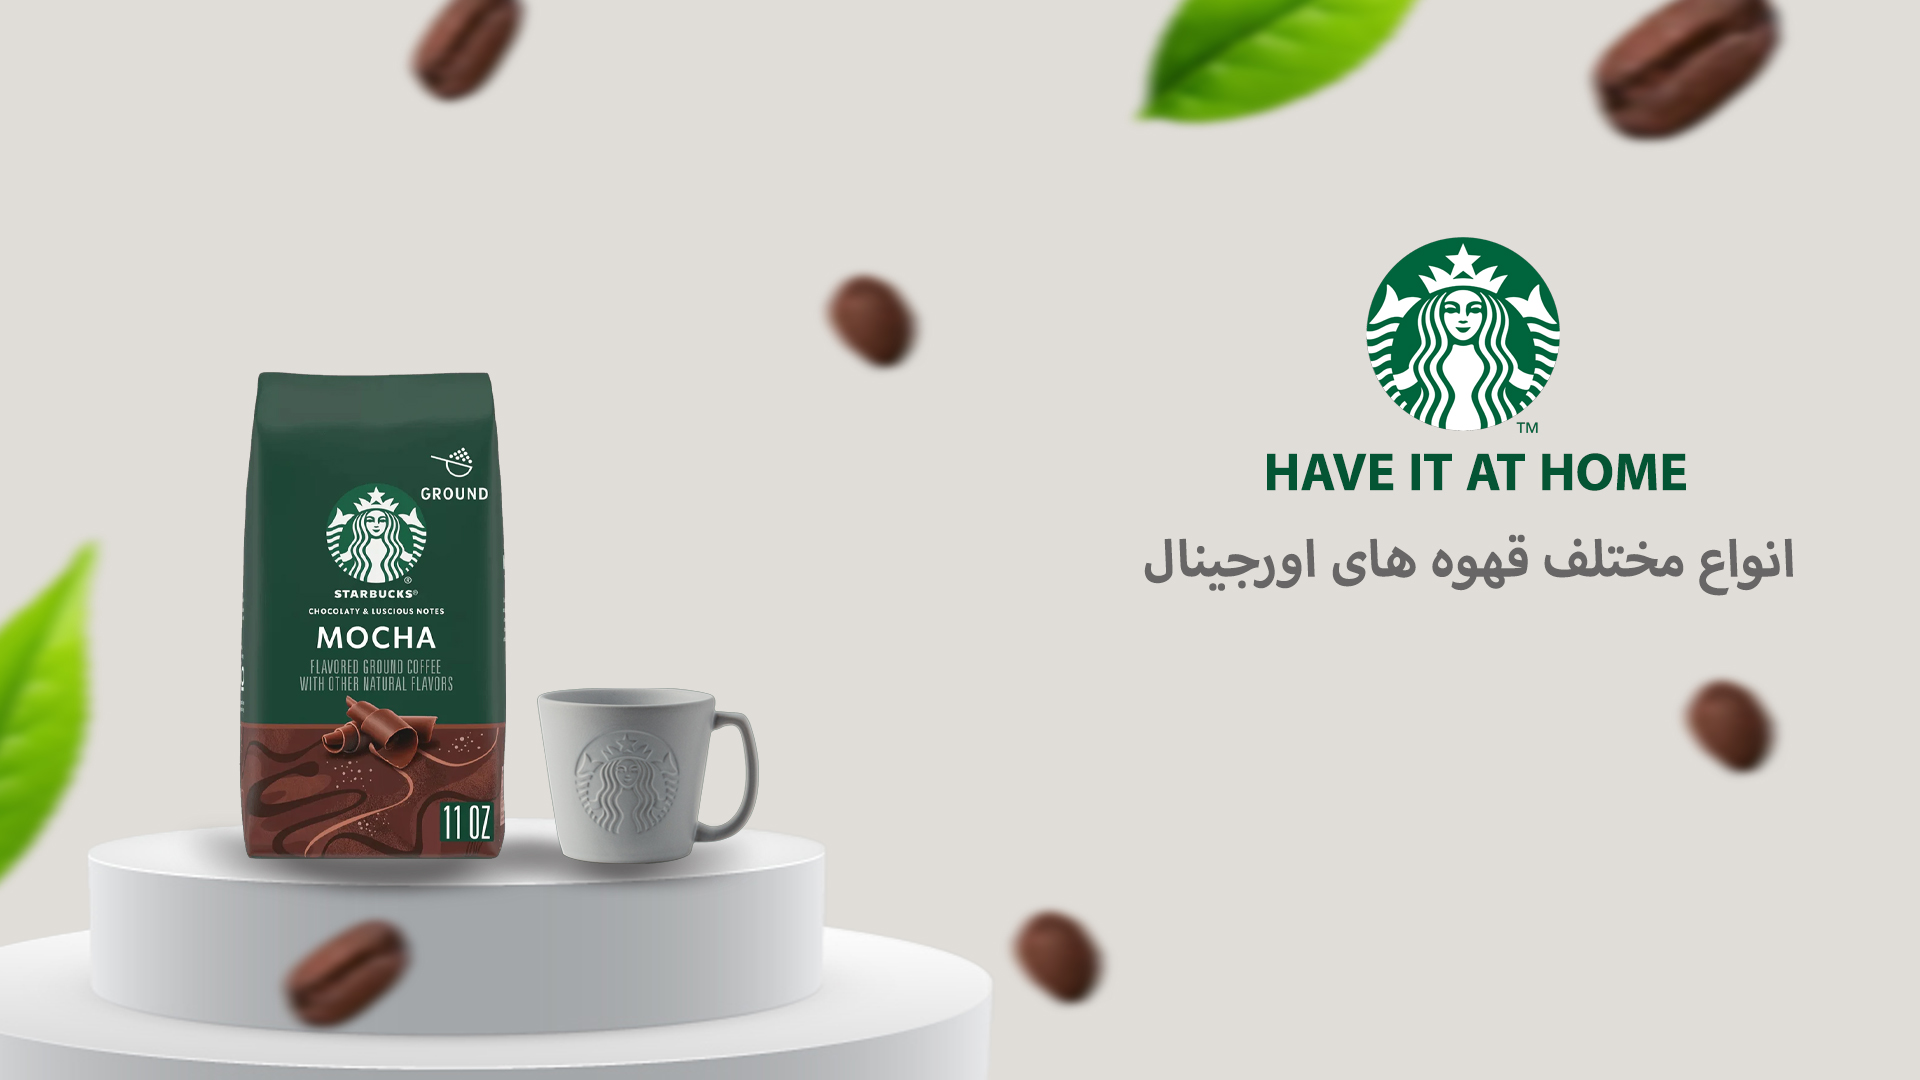 GROUND
STARBUCKS®
CHOCOLATY & LUSCIOUS NOTES
MOCHA
FLAVORED GROUND COFFEE
WITH OTHER NATURAL FLAVORS
11 OZ
TM
HAVE IT AT HOME
انواع مختلف قهوه های اورجینال